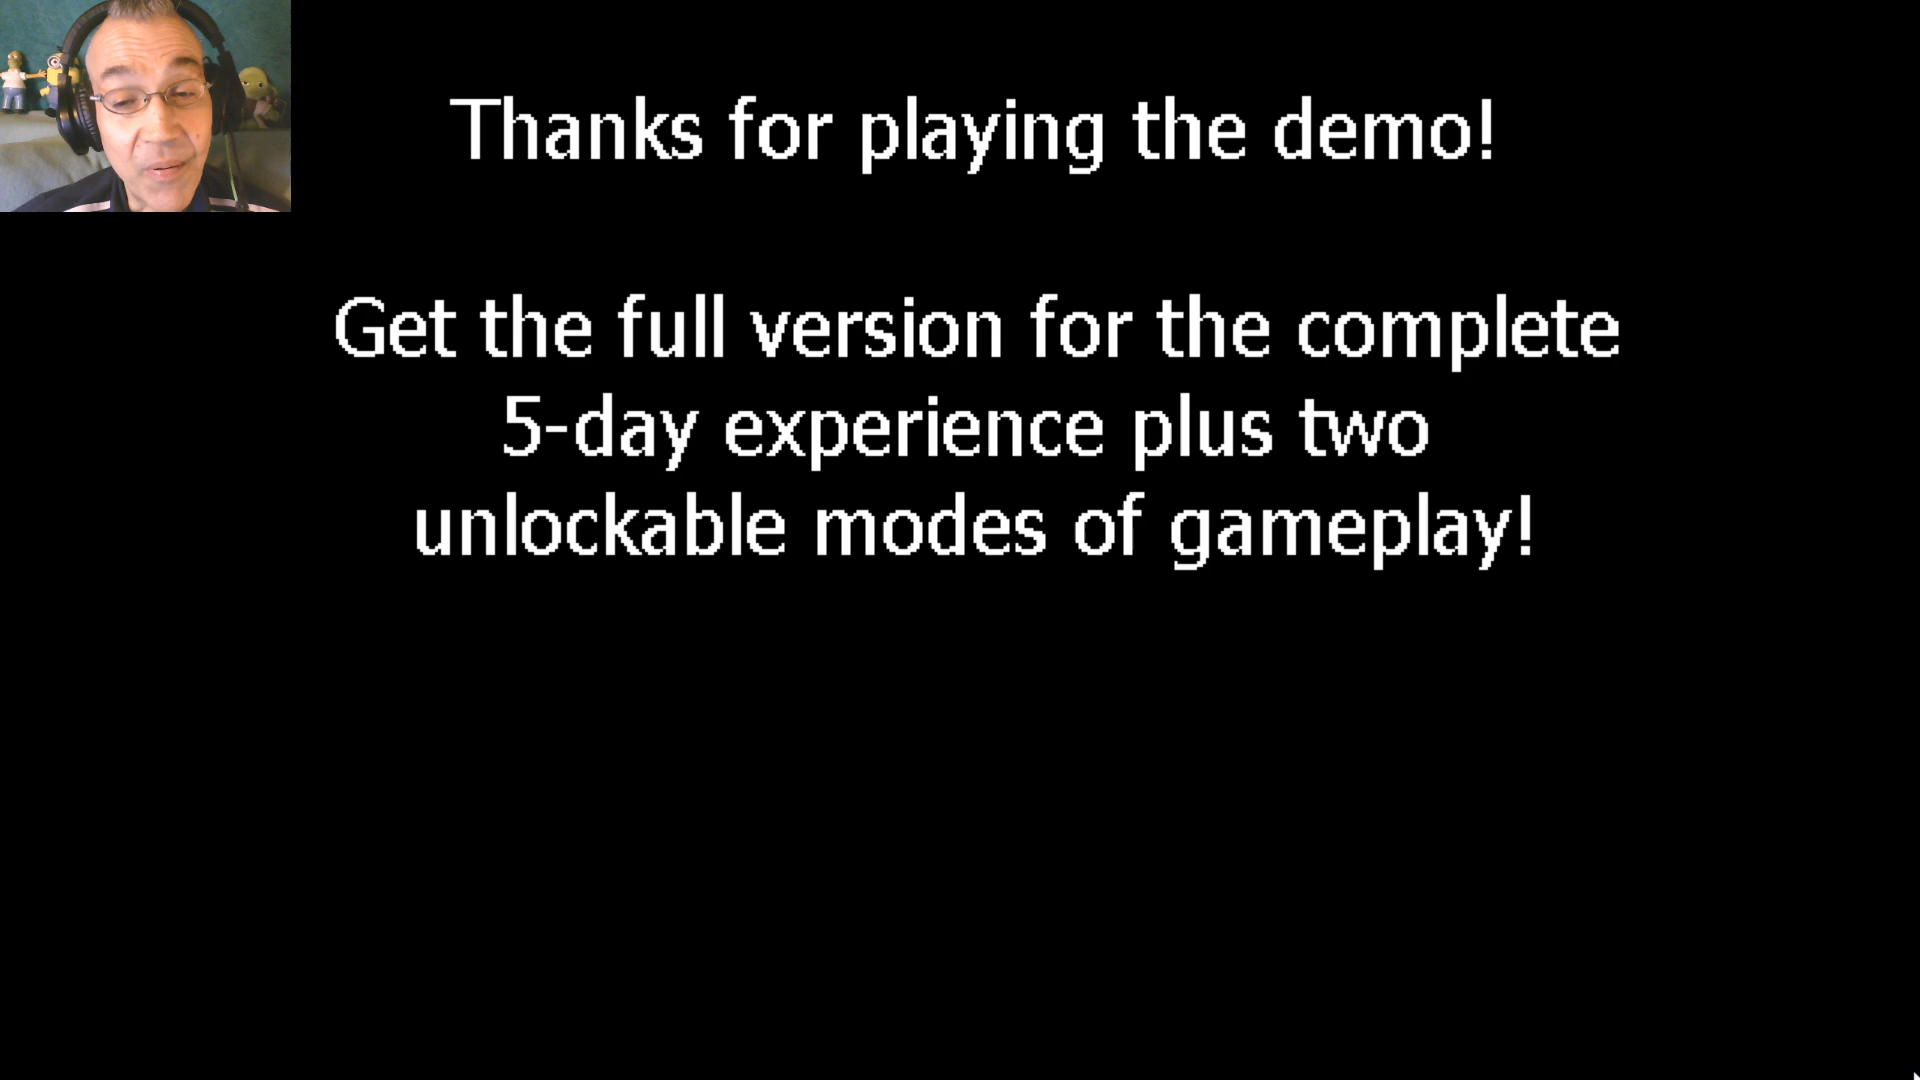 Thanks for playing the demo!
Get the full version for the complete
5-day experience plus two
unlockable modes of gameplay!